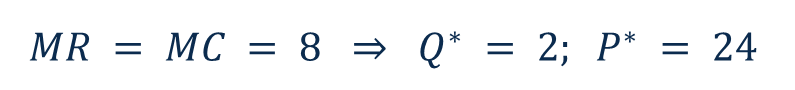 MR = MC = 8 ⇒ Q* = 2; P* = 24